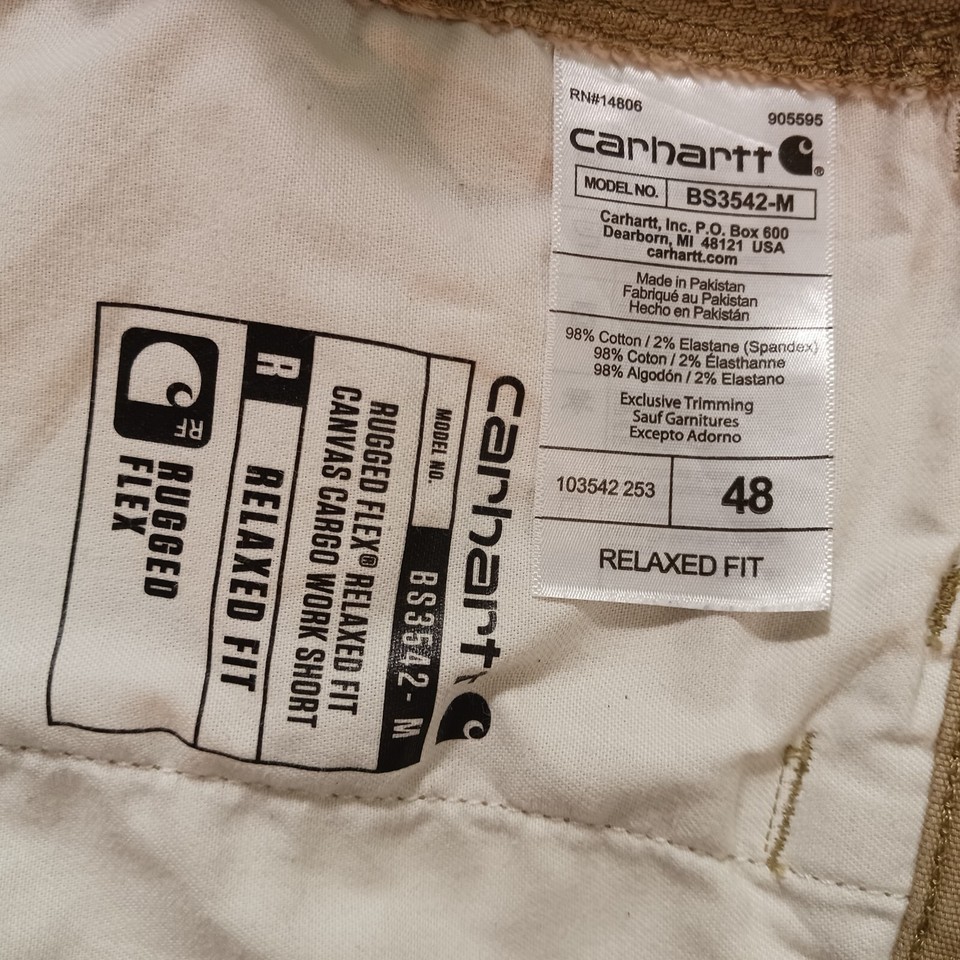 RN#14806
905595
carhartt
MODEL NO. BS3542-M
Carhartt, Inc. P.O. Box 600
Dearborn, MI 48121 USA
carhartt.com
Made in Pakistan
Fabriqué au Pakistan
Hecho en Pakistán
98% Cotton / 2% Elastane (Spandex)
98% Coton / 2% Élasthanne
98% Algodón / 2% Elastano
Exclusive Trimming
Sauf Garnitures
Excepto Adorno
103542 253
48
RELAXED FIT
carhartt
MODEL NO. BS3542-M
RUGGED FLEX® RELAXED FIT
CANVAS CARGO WORK SHORT
R RELAXED FIT
RF
RUGGED
FLEX